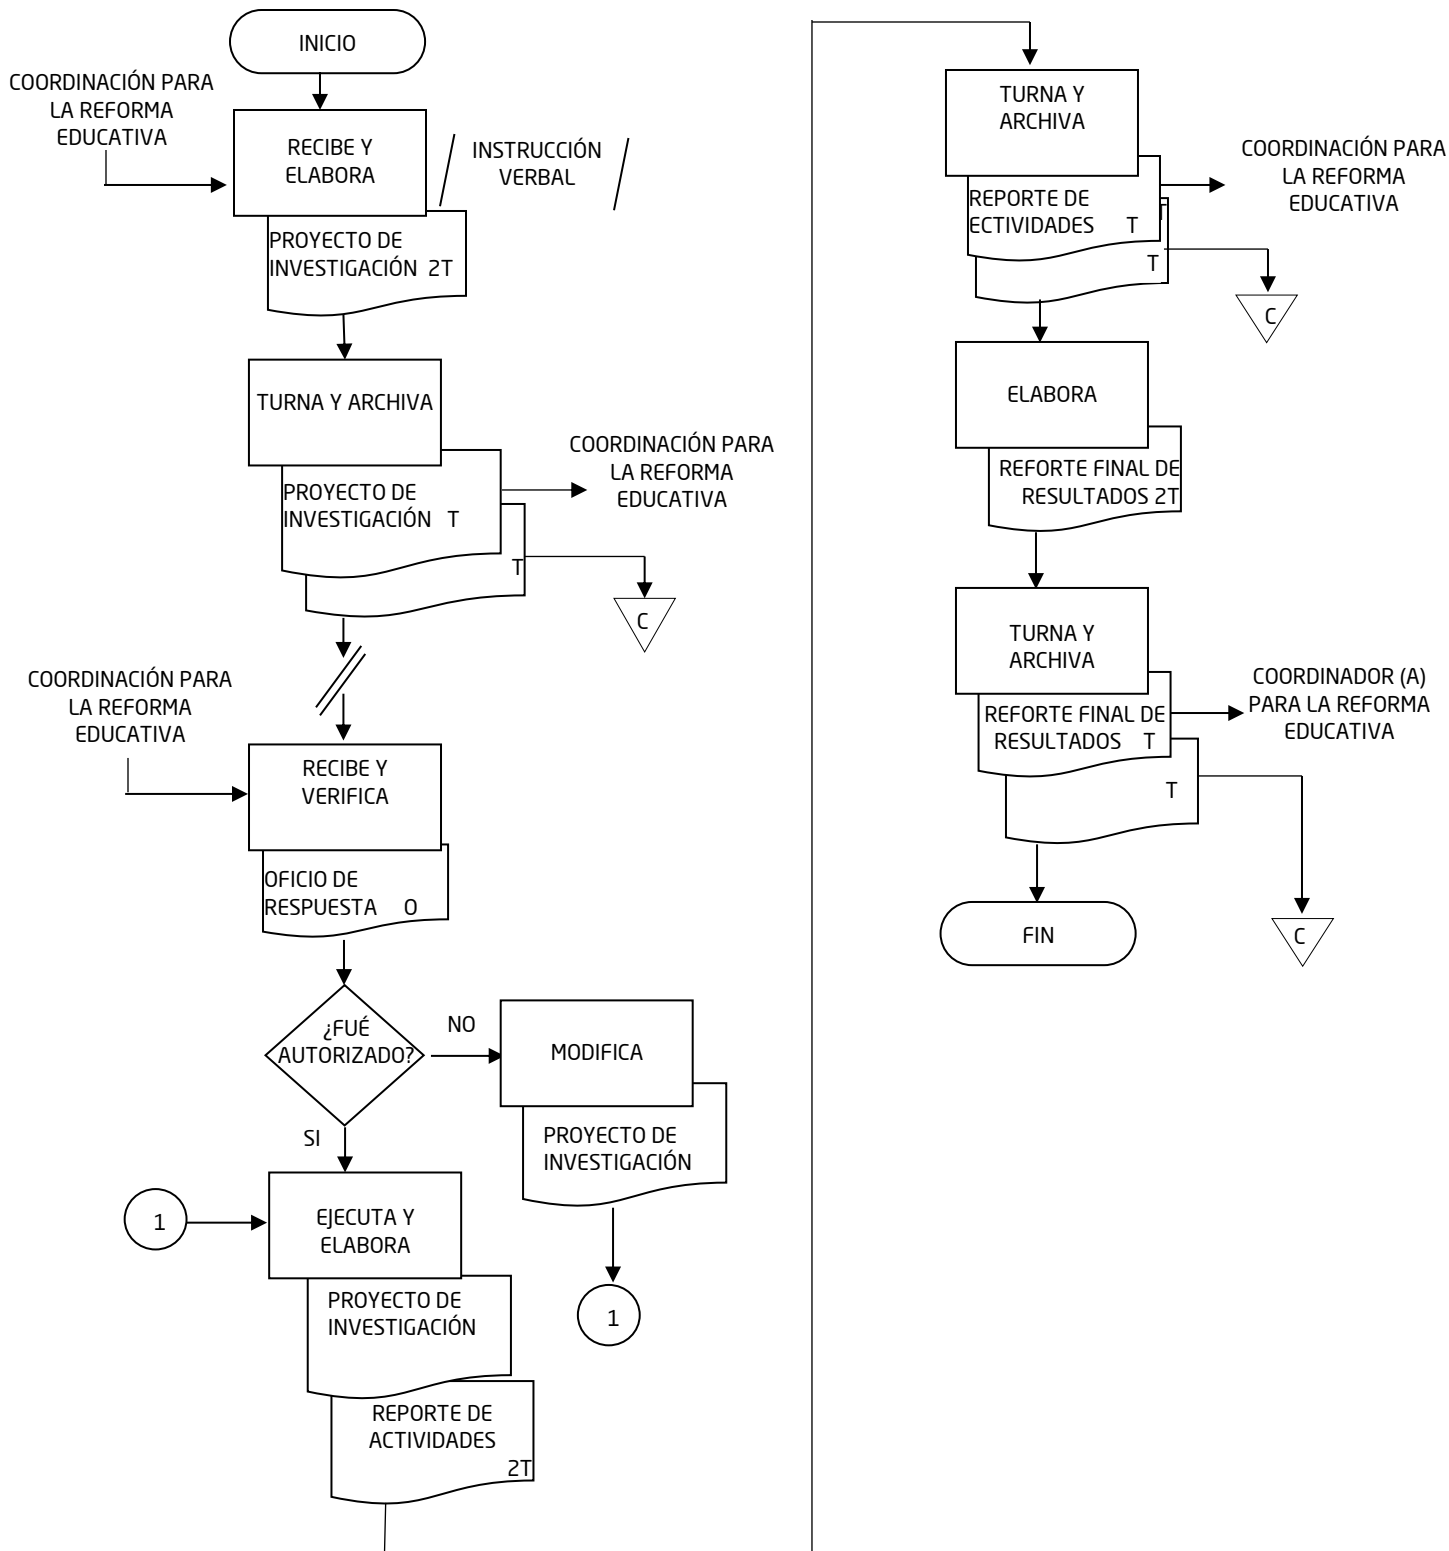 INICIO
COORDINACIÓN PARA
LA REFORMA
EDUCATIVA
RECIBE Y
ELABORA
INSTRUCCIÓN
VERBAL
PROYECTO DE
INVESTIGACIÓN 2T
TURNA Y ARCHIVA
PROYECTO DE
INVESTIGACIÓN T
COORDINACIÓN PARA
LA REFORMA
EDUCATIVA
T
C
COORDINACIÓN PARA
LA REFORMA
EDUCATIVA
RECIBE Y
VERIFICA
OFICIO DE
RESPUESTA O
¿FUÉ
AUTORIZADO?
NO
MODIFICA
PROYECTO DE
INVESTIGACIÓN
1
SI
1
EJECUTA Y
ELABORA
PROYECTO DE
INVESTIGACIÓN
REPORTE DE
ACTIVIDADES
2T
TURNA Y
ARCHIVA
COORDINACIÓN PARA
LA REFORMA
EDUCATIVA
REPORTE DE
ECTIVIDADES T
T
C
ELABORA
REFORTE FINAL DE
RESULTADOS 2T
TURNA Y
ARCHIVA
REFORTE FINAL DE
RESULTADOS T
COORDINADOR (A)
PARA LA REFORMA
EDUCATIVA
T
C
FIN